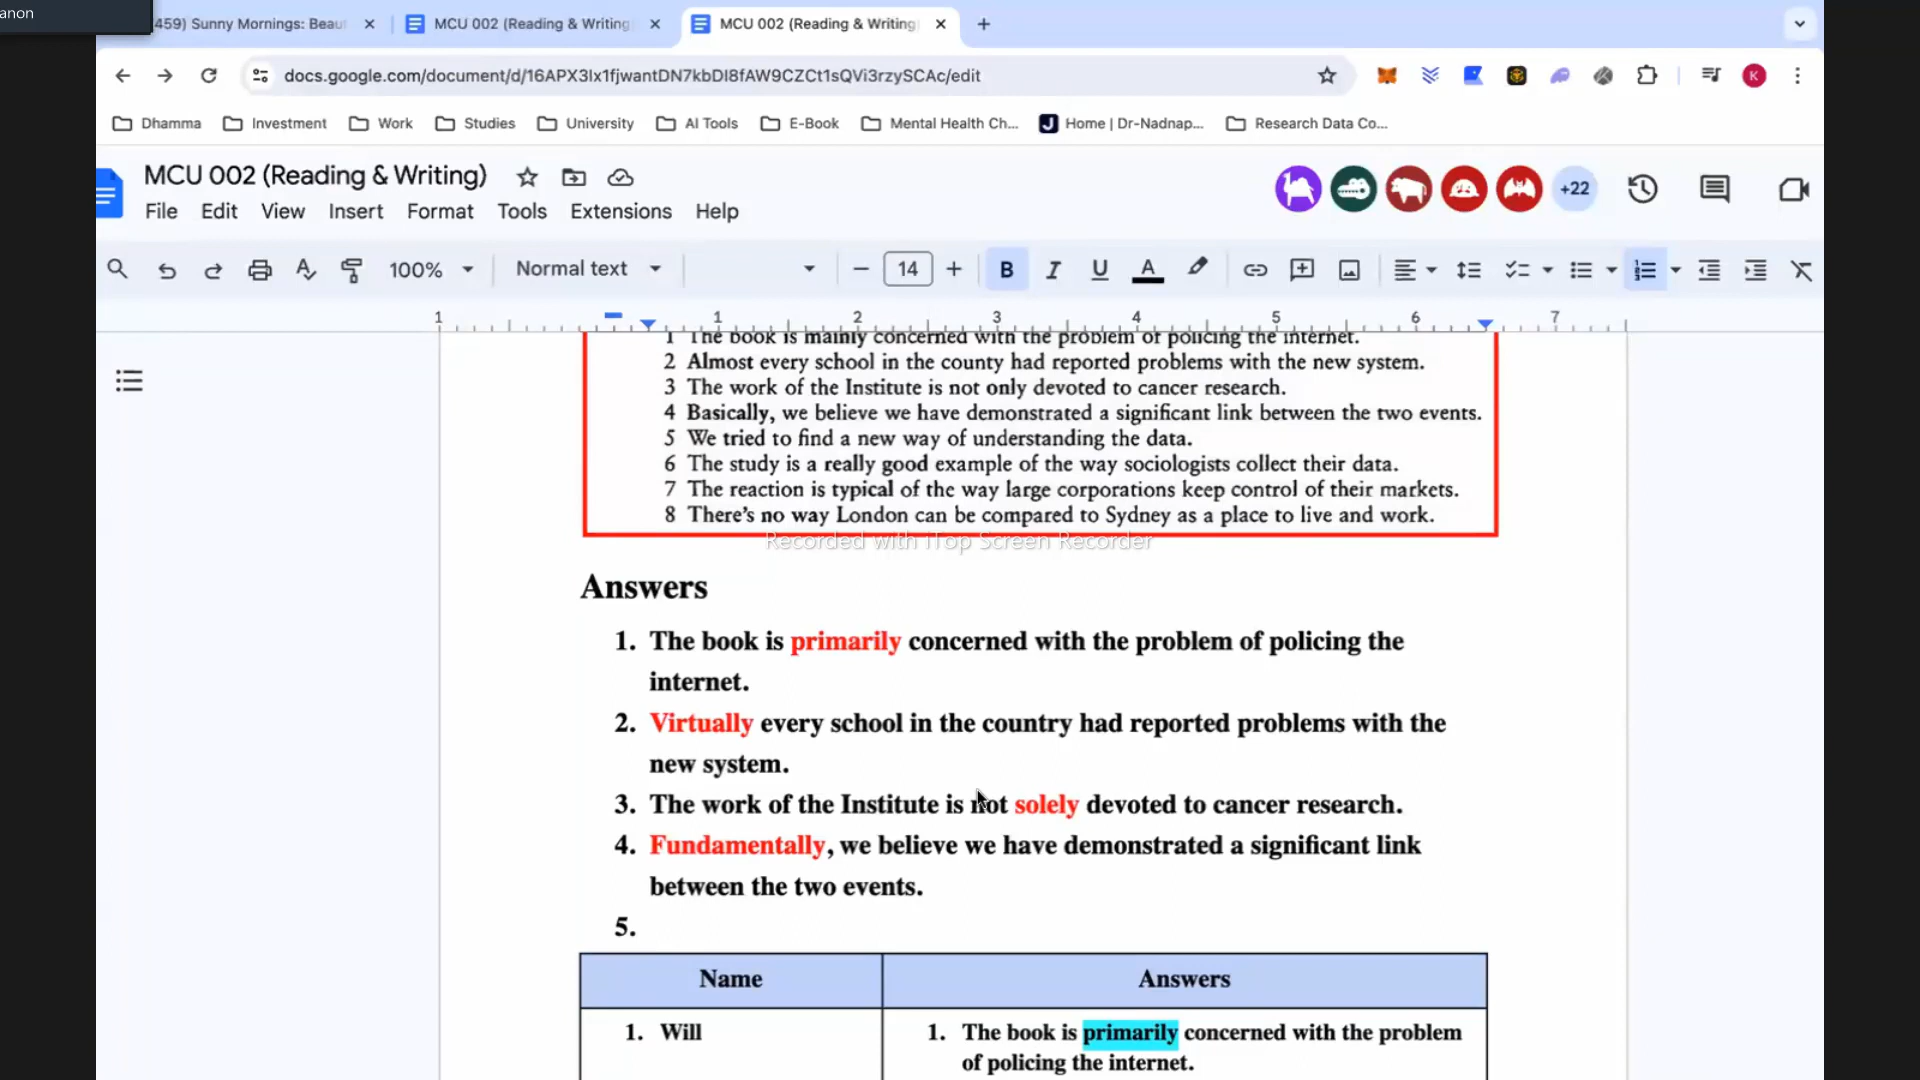 anon
459) Sunny Mornings: Beau
MCU 002 (Reading & Writing)
MCU 002 (Reading & Writing
docs.google.com/document/d/16APX3Ix1fjwantDN7kbDI8fAW9CZCt1sQVi3rzySCAc/edit
K
Dhamma
Investment
Work
Studies
University
AI Tools
E-Book
Mental Health Ch...
Home | Dr-Nadnap...
Research Data Co...
MCU 002 (Reading & Writing)
+22
File Edit View Insert Format Tools Extensions Help
100% Normal text 14 B I U A
1 1 2 3 4 5 6 7
1 The book is mainly concerned with the problem of policing the internet.
2 Almost every school in the county had reported problems with the new system.
3 The work of the Institute is not only devoted to cancer research.
4 Basically, we believe we have demonstrated a significant link between the two events.
5 We tried to find a new way of understanding the data.
6 The study is a really good example of the way sociologists collect their data.
7 The reaction is typical of the way large corporations keep control of their markets.
8 There's no way London can be compared to Sydney as a place to live and work.
Recorded with iTop Screen Recorder
Answers
1. The book is primarily concerned with the problem of policing the
internet.
2. Virtually every school in the country had reported problems with the
new system.
3. The work of the Institute is not solely devoted to cancer research.
4. Fundamentally, we believe we have demonstrated a significant link
between the two events.
5.
Name Answers
1. Will
1. The book is primarily concerned with the problem
of policing the internet.